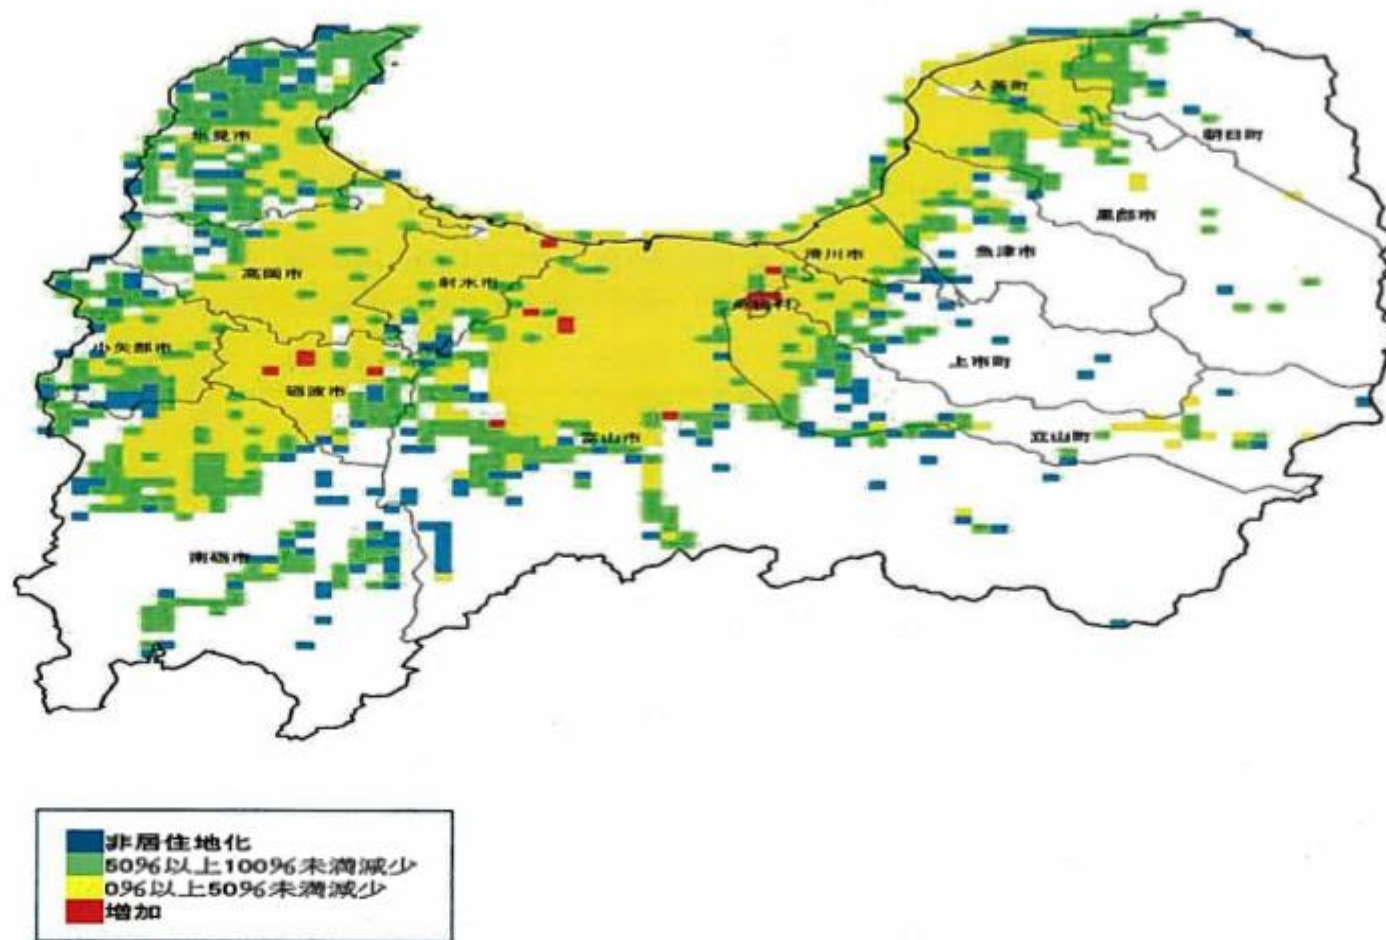 入善町
氷見市
朝日町
黒部市
魚津市
滑川市
高岡市
射水市
舟橋村
小矢部市
砺波市
上市町
富山市
立山町
南砺市
非居住地化
50%以上100%未満減少
0%以上50%未満減少
増加